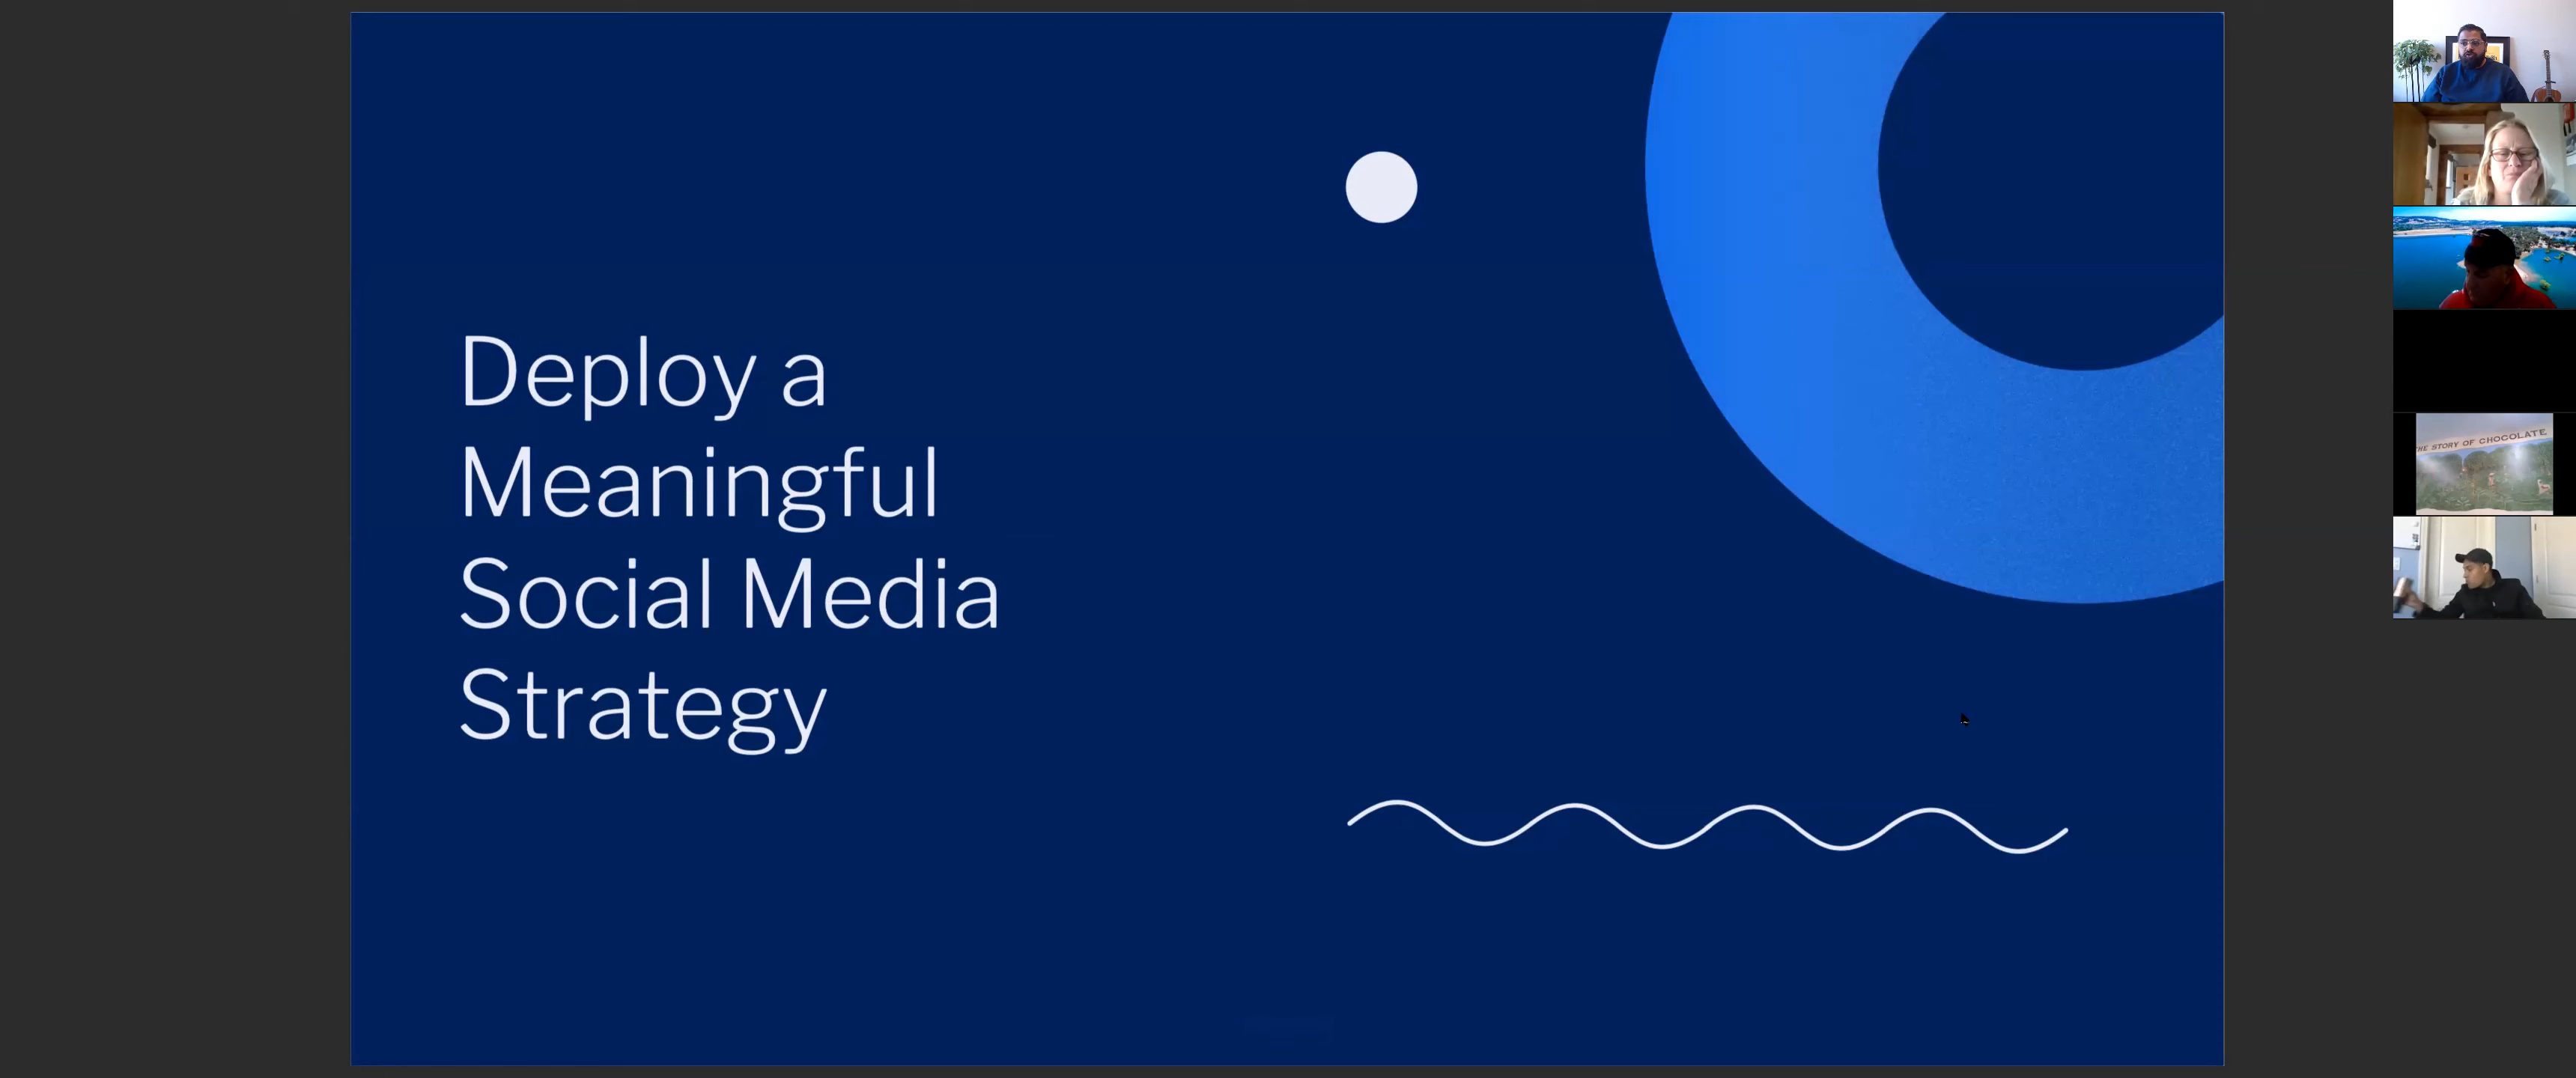 Deploy a
Meaningful
Social Media
Strategy
THE STORY OF CHOCOLATE